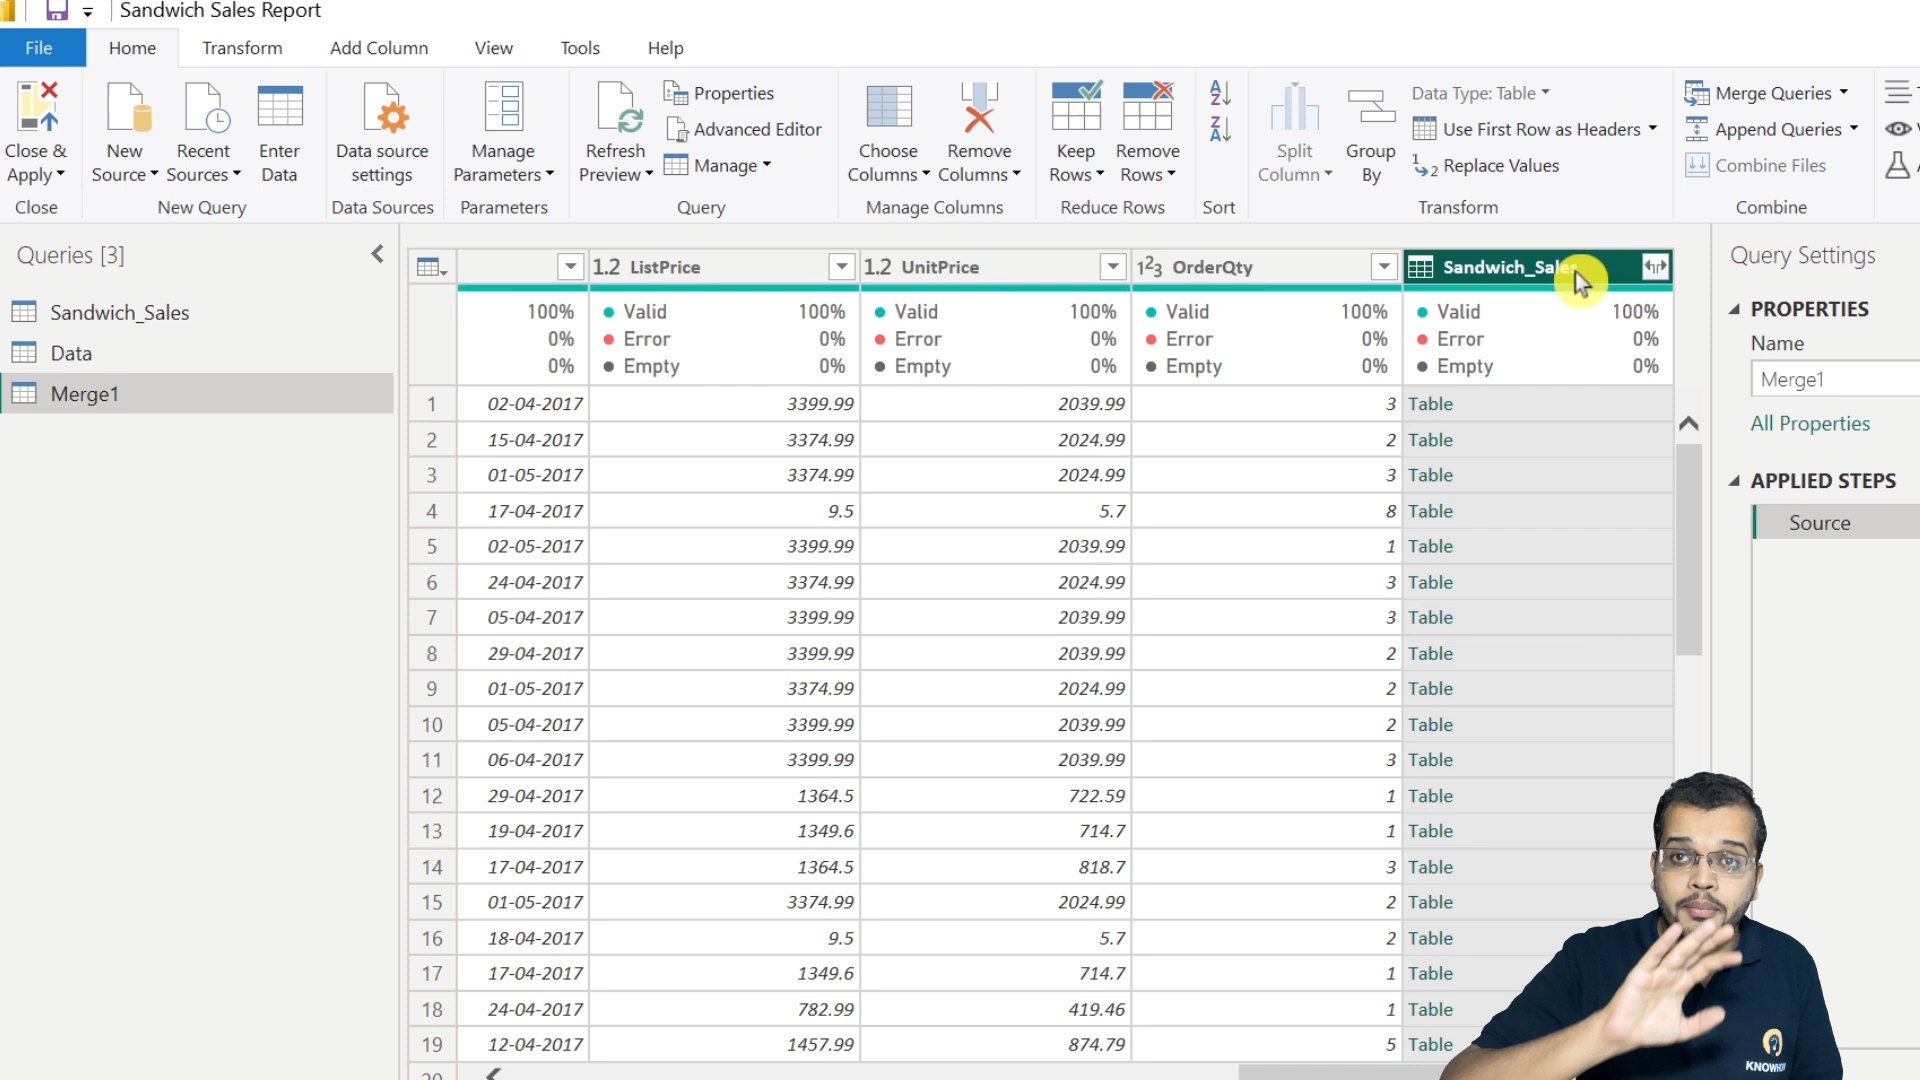 Sandwich Sales Report
File Home Transform Add Column View Tools Help
Close & Apply
New Source
Recent Sources
Enter Data
Data source settings
Manage Parameters
Refresh Preview
Properties
Advanced Editor
Manage
Choose Columns
Remove Columns
Keep Rows
Remove Rows
A Z
Z A
Split Column
Group By
Data Type: Table
Use First Row as Headers
1 2 Replace Values
Merge Queries
Append Queries
Combine Files
Close New Query Data Sources Parameters Query Manage Columns Reduce Rows Sort Transform Combine
Queries [3]
Sandwich_Sales
Data
Merge1
1.2 ListPrice 1.2 UnitPrice 123 OrderQty
100% Valid 100% Valid 100% Valid 100% Valid 100%
0% Error 0% Error 0% Error 0% Error 0%
0% Empty 0% Empty 0% Empty 0% Empty 0%
1 02-04-2017 3399.99 2039.99 3 Table
2 15-04-2017 3374.99 2024.99 2 Table
3 01-05-2017 3374.99 2024.99 3 Table
4 17-04-2017 9.5 5.7 8 Table
5 02-05-2017 3399.99 2039.99 1 Table
6 24-04-2017 3374.99 2024.99 3 Table
7 05-04-2017 3399.99 2039.99 3 Table
8 29-04-2017 3399.99 2039.99 2 Table
9 01-05-2017 3374.99 2024.99 2 Table
10 05-04-2017 3399.99 2039.99 2 Table
11 06-04-2017 3399.99 2039.99 3 Table
12 29-04-2017 1364.5 722.59 1 Table
13 19-04-2017 1349.6 714.7 1 Table
14 17-04-2017 1364.5 818.7 3 Table
15 01-05-2017 3374.99 2024.99 2 Table
16 18-04-2017 9.5 5.7 2 Table
17 17-04-2017 1349.6 714.7 1 Table
18 24-04-2017 782.99 419.46 1 Table
19 12-04-2017 1457.99 874.79 5 Table
Query Settings
PROPERTIES
Name
Merge1
All Properties
APPLIED STEPS
Source